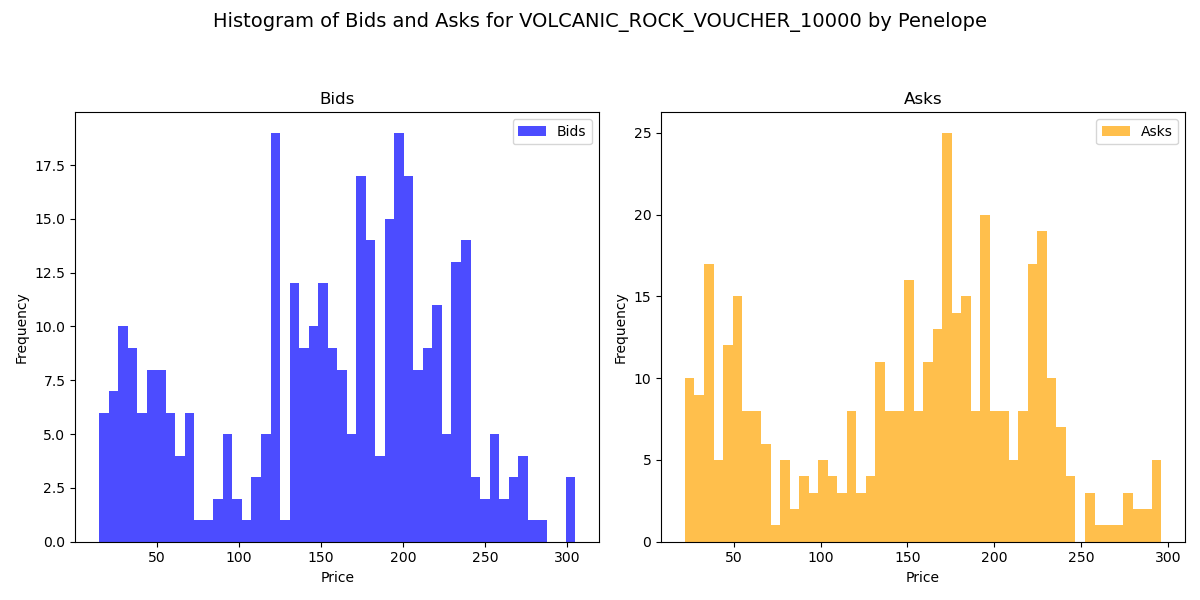 Histogram of Bids and Asks for VOLCANIC_ROCK_VOUCHER_10000 by Penelope
Bids
Bids
Frequency
17.5
15.0
12.5
10.0
7.5
5.0
2.5
0.0
50 100 150 200 250 300
Price
Asks
Asks
Frequency
25
20
15
10
5
0
50 100 150 200 250 300
Price